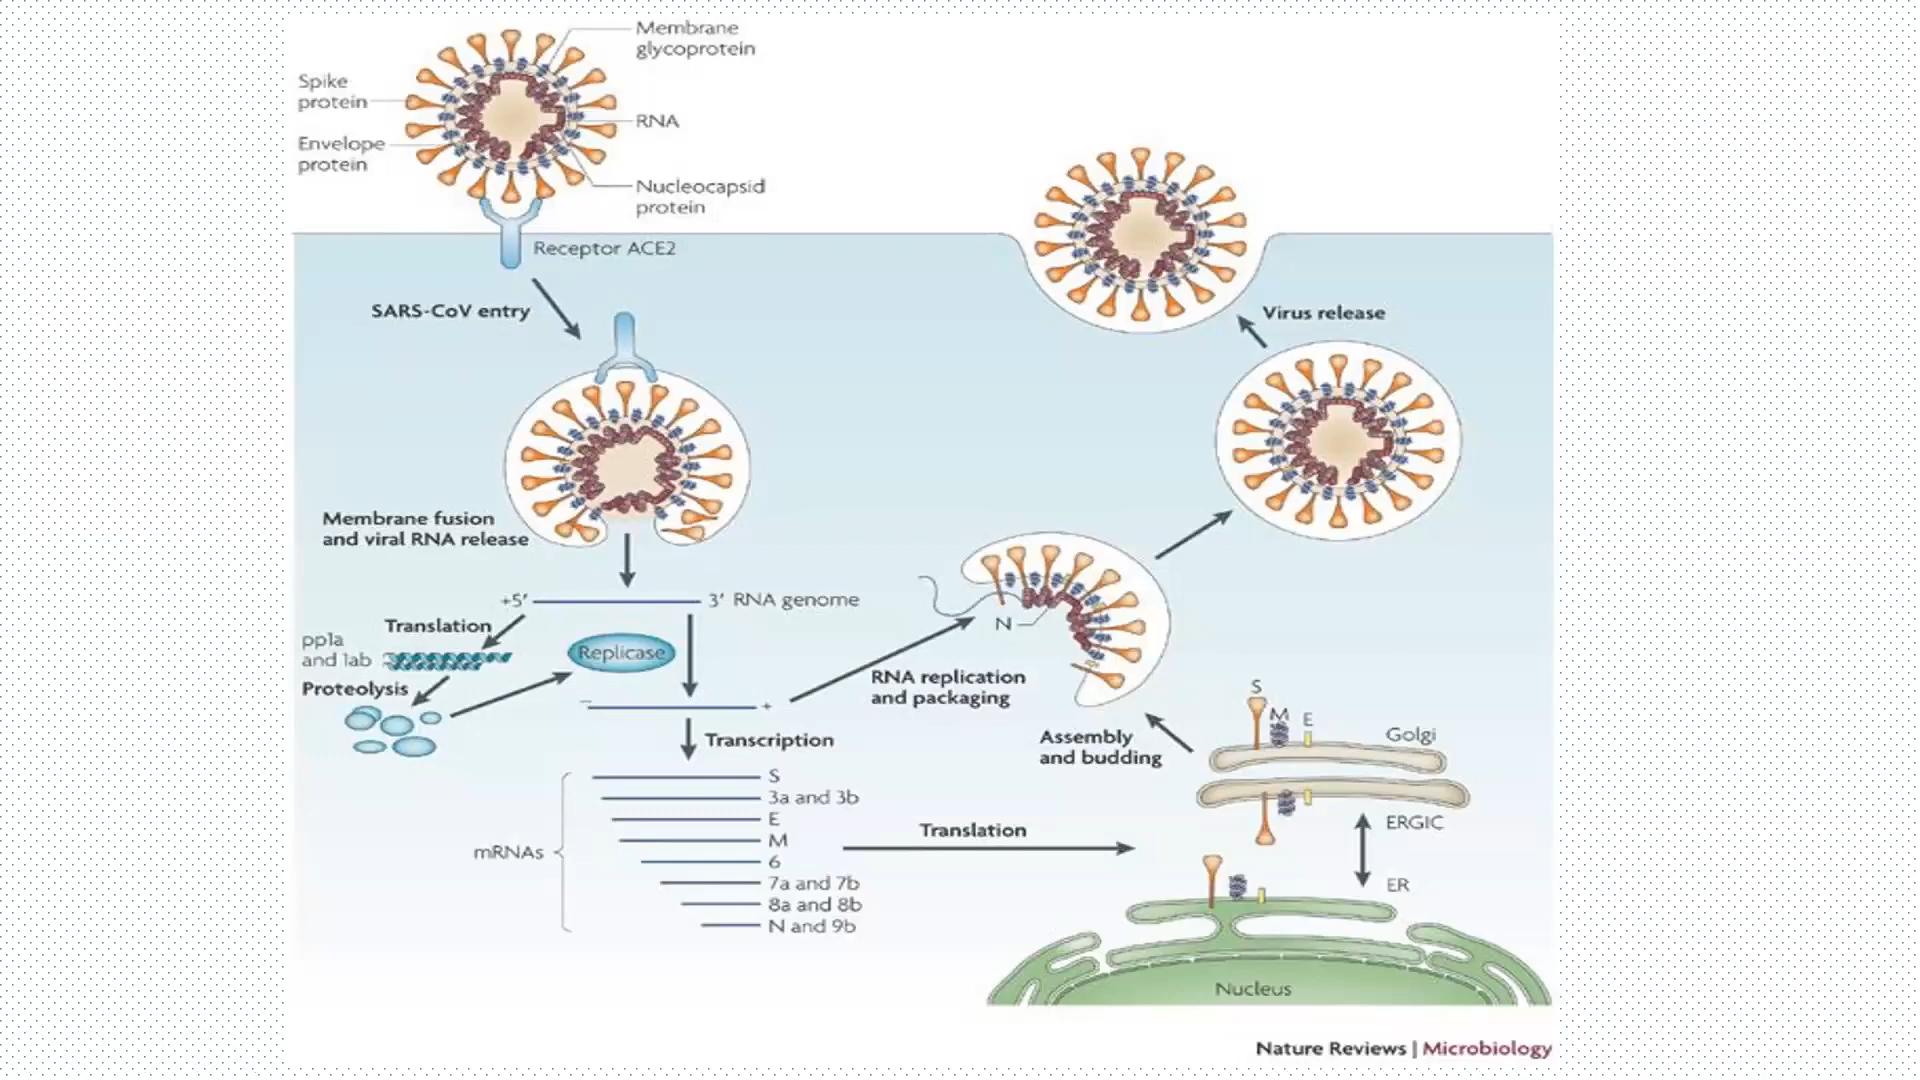 Membrane
glycoprotein
Spike
protein
RNA
Envelope
protein
Nucleocapsid
protein
Receptor ACE2
SARS-CoV entry
Virus release
Membrane fusion
and viral RNA release
+5′
3′ RNA genome
Translation
pp1a
and 1ab
Replicase
Proteolysis
N
RNA replication
and packaging
−
+
Transcription
Assembly
and budding
S
M
E
Golgi
mRNAs
S
3a and 3b
E
M
6
7a and 7b
8a and 8b
N and 9b
Translation
ERGIC
ER
Nucleus
Nature Reviews | Microbiology